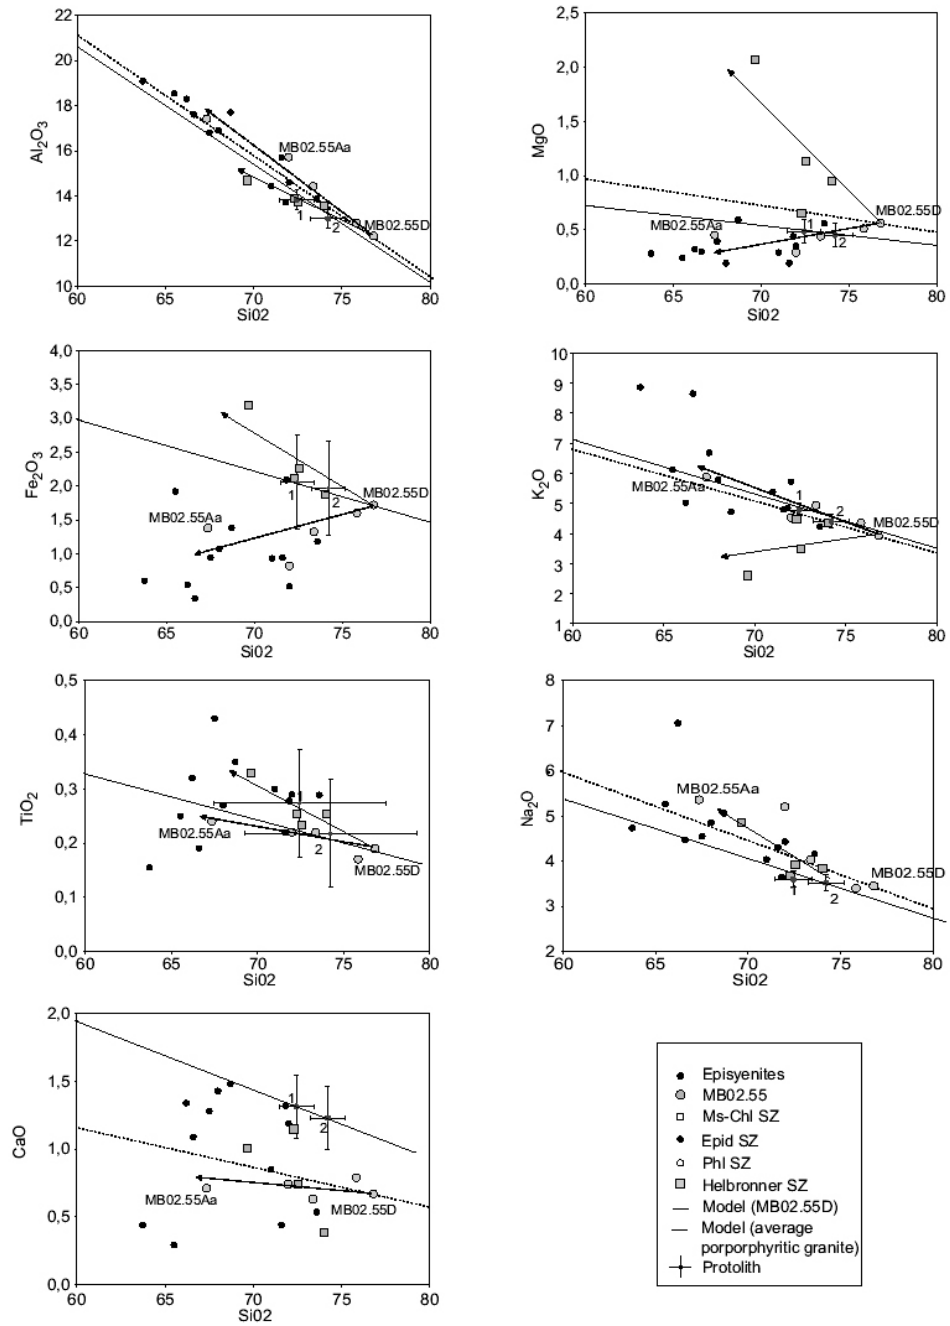 22
20
18
16
14
12
10
Al2O3
MB02.55Aa
MB02.55D
1
2
60
65
70
75
80
Si02
2,5
2,0
1,5
1,0
0,5
0,0
MgO
MB02.55D
MB02.55Aa
1
2
60
65
70
75
80
Si02
4,0
3,5
3,0
2,5
2,0
1,5
1,0
0,5
0,0
Fe2O3
MB02.55D
MB02.55Aa
1
2
60
65
70
75
80
Si02
10
9
8
7
6
5
4
3
2
1
K2O
MB02.55Aa
MB02.55D
1
2
60
65
70
75
80
Si02
0,5
0,4
0,3
0,2
0,1
0,0
TiO2
1
MB02.55Aa
2
MB02.55D
60
65
70
75
80
Si02
8
7
6
5
4
3
2
Na2O
MB02.55Aa
MB02.55D
1
2
60
65
70
75
80
Si02
2,0
1,5
1,0
0,5
0,0
CaO
1
2
MB02.55Aa
MB02.55D
60
65
70
75
80
Si02
Episyenites
MB02.55
Ms-Chl SZ
Epid SZ
Phl SZ
Helbronner SZ
Model (MB02.55D)
Model (average
porporphyritic granite)
Protolith